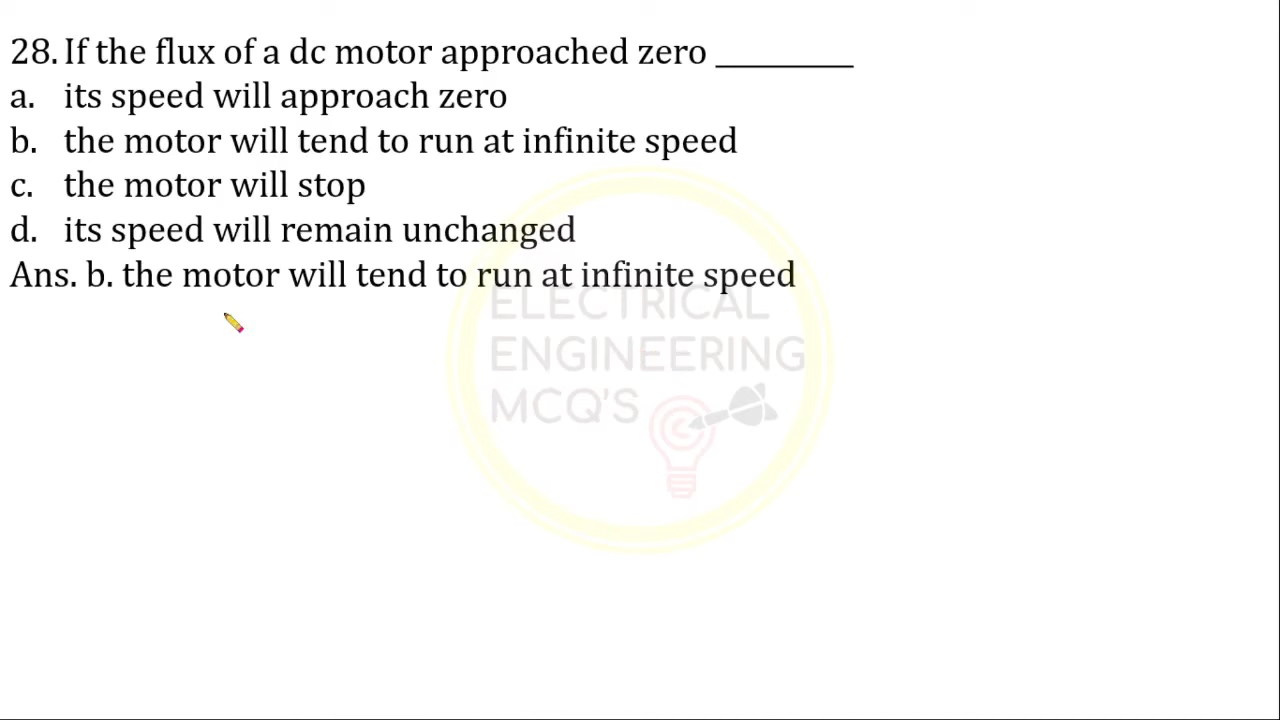 28. If the flux of a dc motor approached zero __________
a. its speed will approach zero
b. the motor will tend to run at infinite speed
c. the motor will stop
d. its speed will remain unchanged
Ans. b. the motor will tend to run at infinite speed
ELECTRICAL
ENGINEERING
MCQ'S